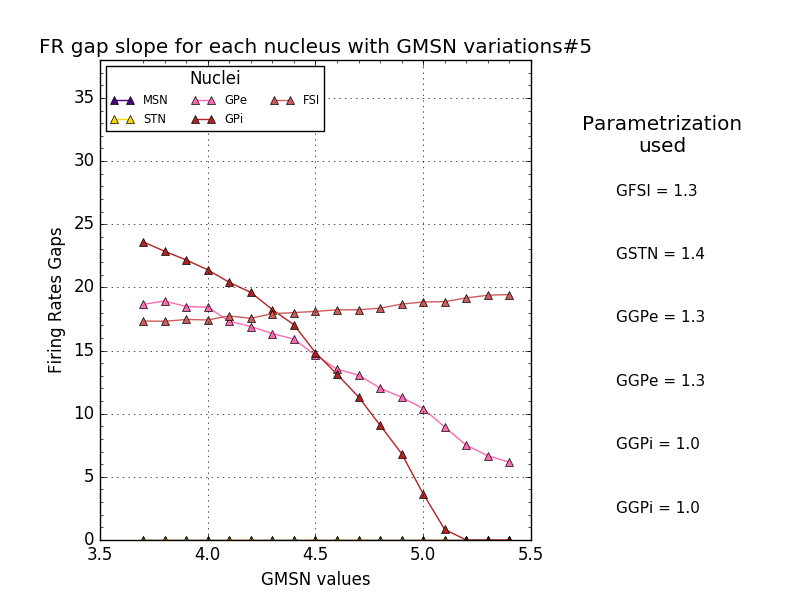 FR gap slope for each nucleus with GMSN variations#5
Nuclei
MSN GPe FSI
STN GPi
35
30
25
20
15
10
5
0
Firing Rates Gaps
3.5 4.0 4.5 5.0 5.5
GMSN values
Parametrization
used
GFSI = 1.3
GSTN = 1.4
GGPe = 1.3
GGPe = 1.3
GGPi = 1.0
GGPi = 1.0